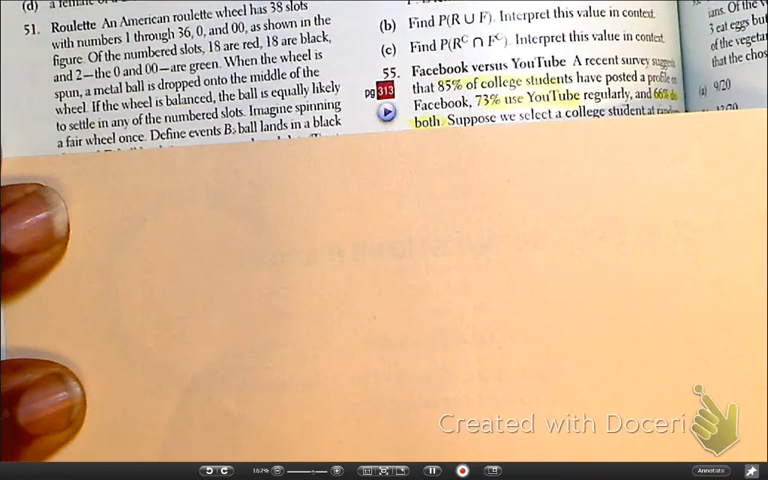 (d) a female
51. Roulette An American roulette wheel has 38 slots
with numbers 1 through 36, 0, and 00, as shown in the
figure. Of the numbered slots, 18 are red, 18 are black,
and 2—the 0 and 00—are green. When the wheel is
spun, a metal ball is dropped onto the middle of the
wheel. If the wheel is balanced, the ball is equally likely
to settle in any of the numbered slots. Imagine spinning
a fair wheel once. Define events B: ball lands in a black
(b) Find P(R ∪ F). Interpret this value in context.
(c) Find P(Rᶜ ∩ Fᶜ). Interpret this value in context.
55. Facebook versus YouTube A recent survey suggests
pg 313
that 85% of college students have posted a profile on
Facebook, 73% use YouTube regularly, and 66% do
both. Suppose we select a college student at random
ians. Of the
3 eat eggs but
of the vegetar
that the chos
(a) 9/20
Created with Doceri
162%
Annotate